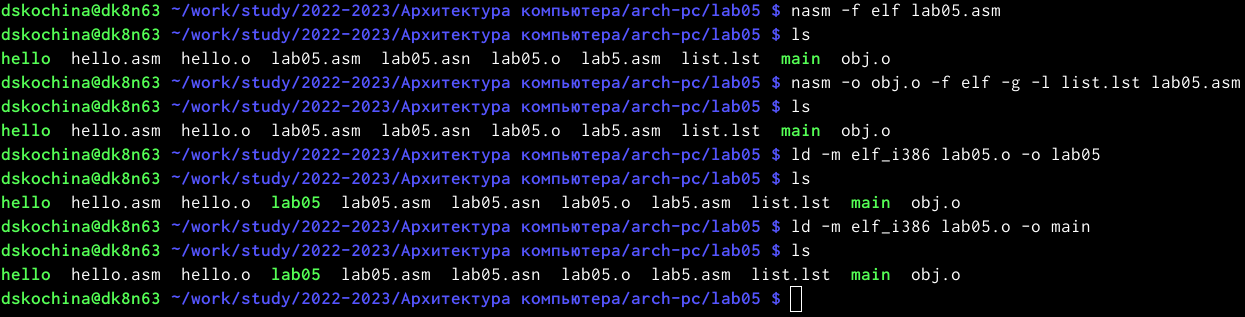 dskochina@dk8n63 ~/work/study/2022-2023/Архитектура компьютера/arch-pc/lab05 $ nasm -f elf lab05.asm
dskochina@dk8n63 ~/work/study/2022-2023/Архитектура компьютера/arch-pc/lab05 $ ls
hello  hello.asm  hello.o  lab05.asm  lab05.asn  lab05.o  lab5.asm  list.lst  main  obj.o
dskochina@dk8n63 ~/work/study/2022-2023/Архитектура компьютера/arch-pc/lab05 $ nasm -o obj.o -f elf -g -l list.lst lab05.asm
dskochina@dk8n63 ~/work/study/2022-2023/Архитектура компьютера/arch-pc/lab05 $ ls
hello  hello.asm  hello.o  lab05.asm  lab05.asn  lab05.o  lab5.asm  list.lst  main  obj.o
dskochina@dk8n63 ~/work/study/2022-2023/Архитектура компьютера/arch-pc/lab05 $ ld -m elf_i386 lab05.o -o lab05
dskochina@dk8n63 ~/work/study/2022-2023/Архитектура компьютера/arch-pc/lab05 $ ls
hello  hello.asm  hello.o  lab05  lab05.asm  lab05.asn  lab05.o  lab5.asm  list.lst  main  obj.o
dskochina@dk8n63 ~/work/study/2022-2023/Архитектура компьютера/arch-pc/lab05 $ ld -m elf_i386 lab05.o -o main
dskochina@dk8n63 ~/work/study/2022-2023/Архитектура компьютера/arch-pc/lab05 $ ls
hello  hello.asm  hello.o  lab05  lab05.asm  lab05.asn  lab05.o  lab5.asm  list.lst  main  obj.o
dskochina@dk8n63 ~/work/study/2022-2023/Архитектура компьютера/arch-pc/lab05 $